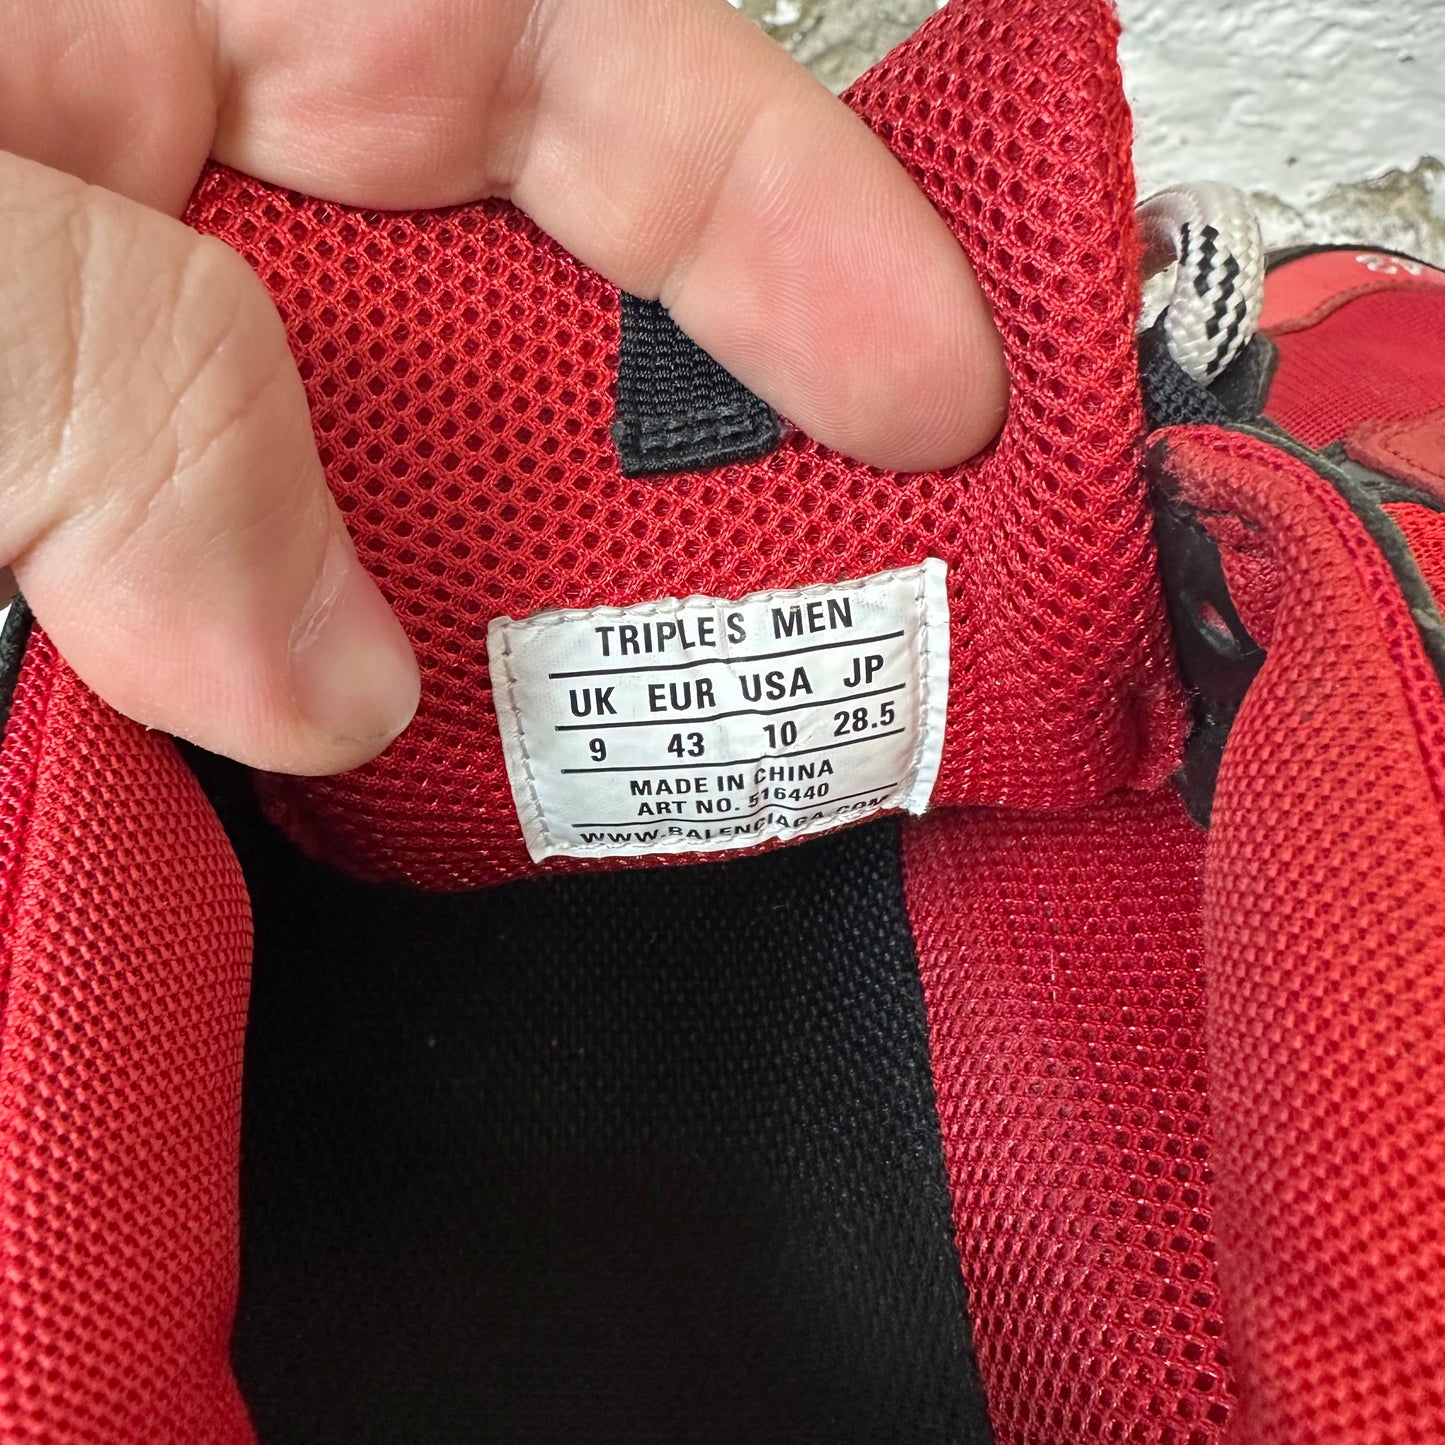 TRIPLE S MEN
UK EUR USA JP
9 43 10 28.5
MADE IN CHINA
ART NO. 516440
WWW.BALENCIAGA.COM